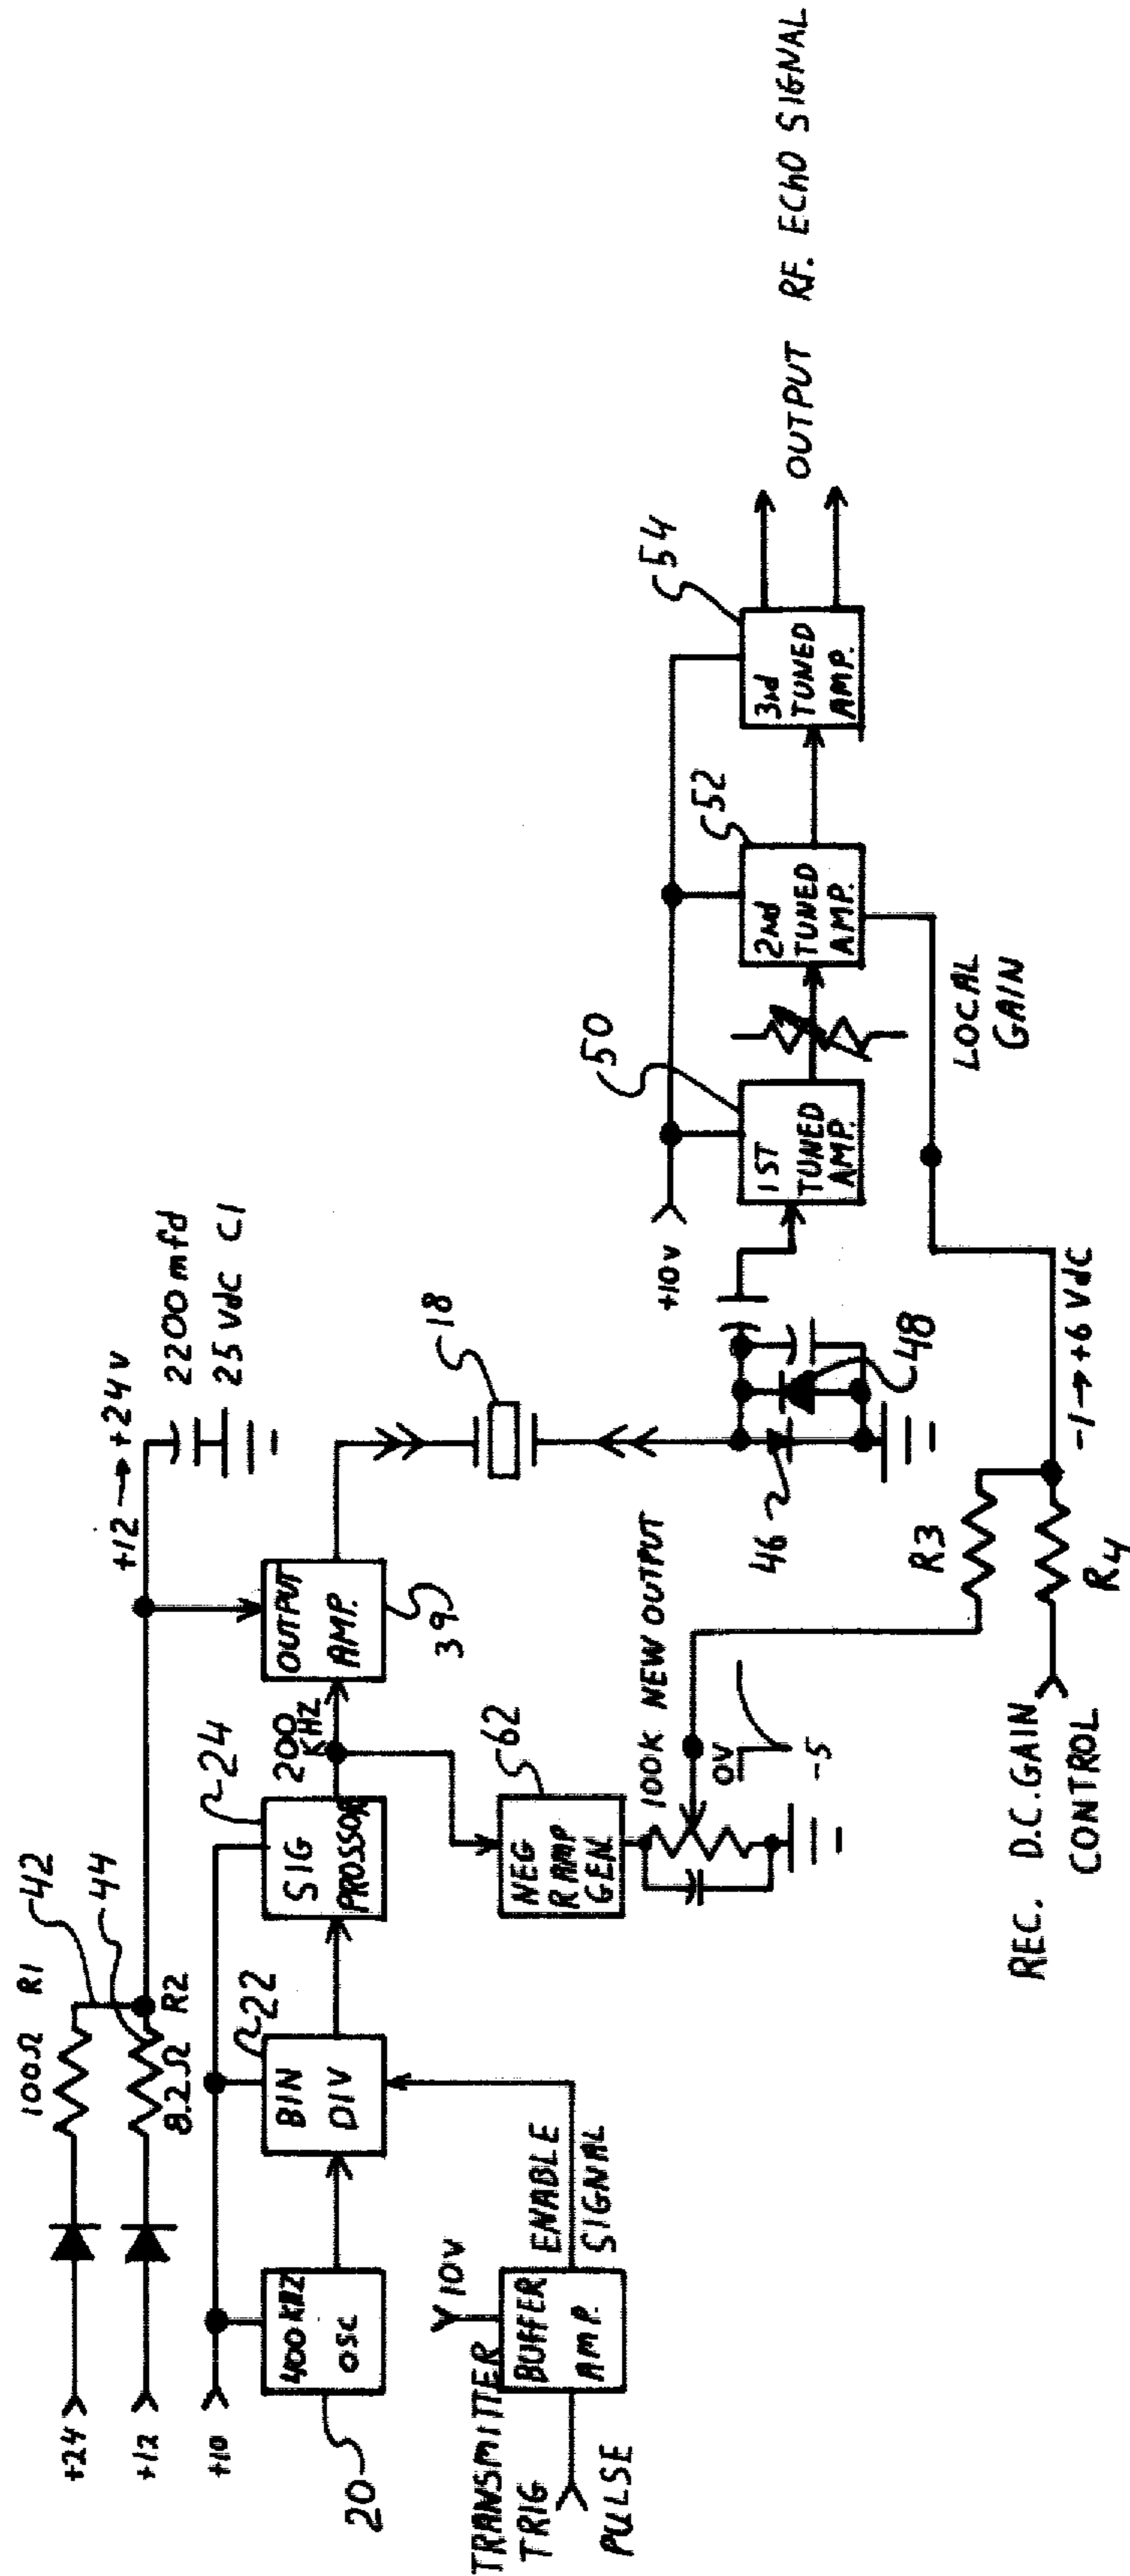 +24
100Ω R1
42
44
+12
8.2Ω
R2
+12→+24V
2200 mfd
25 Vdc C1
+10
400 KHZ
OSC
20
BIN
DIV
22
SIG
PROSSOR
24
200
KHZ
OUTPUT
AMP.
39
18
TRANSMITTER
TRIG
PULSE
10V
BUFFER
AMP.
ENABLE
SIGNAL
NEG
RAMP
GEN.
62
100K NEW OUTPUT
0V
-5
46
48
+10V
1ST
TUNED
AMP.
50
2Nd
TUNED
AMP.
52
3rd
TUNED
AMP.
54
OUTPUT RF. ECHO SIGNAL
LOCAL
GAIN
R3
R4
-1→+6 Vdc
REC. D.C. GAIN
CONTROL